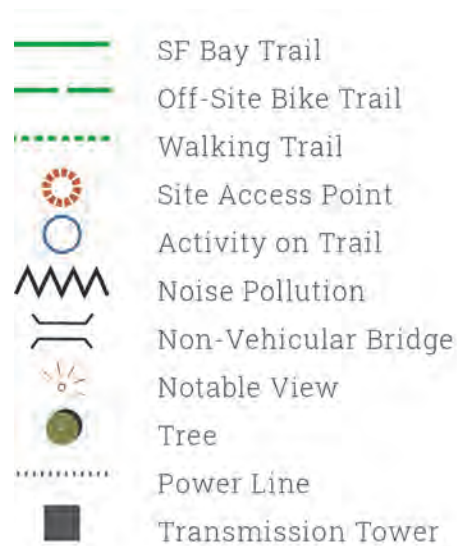 SF Bay Trail
Off-Site Bike Trail
Walking Trail
Site Access Point
Activity on Trail
Noise Pollution
Non-Vehicular Bridge
Notable View
Tree
Power Line
Transmission Tower